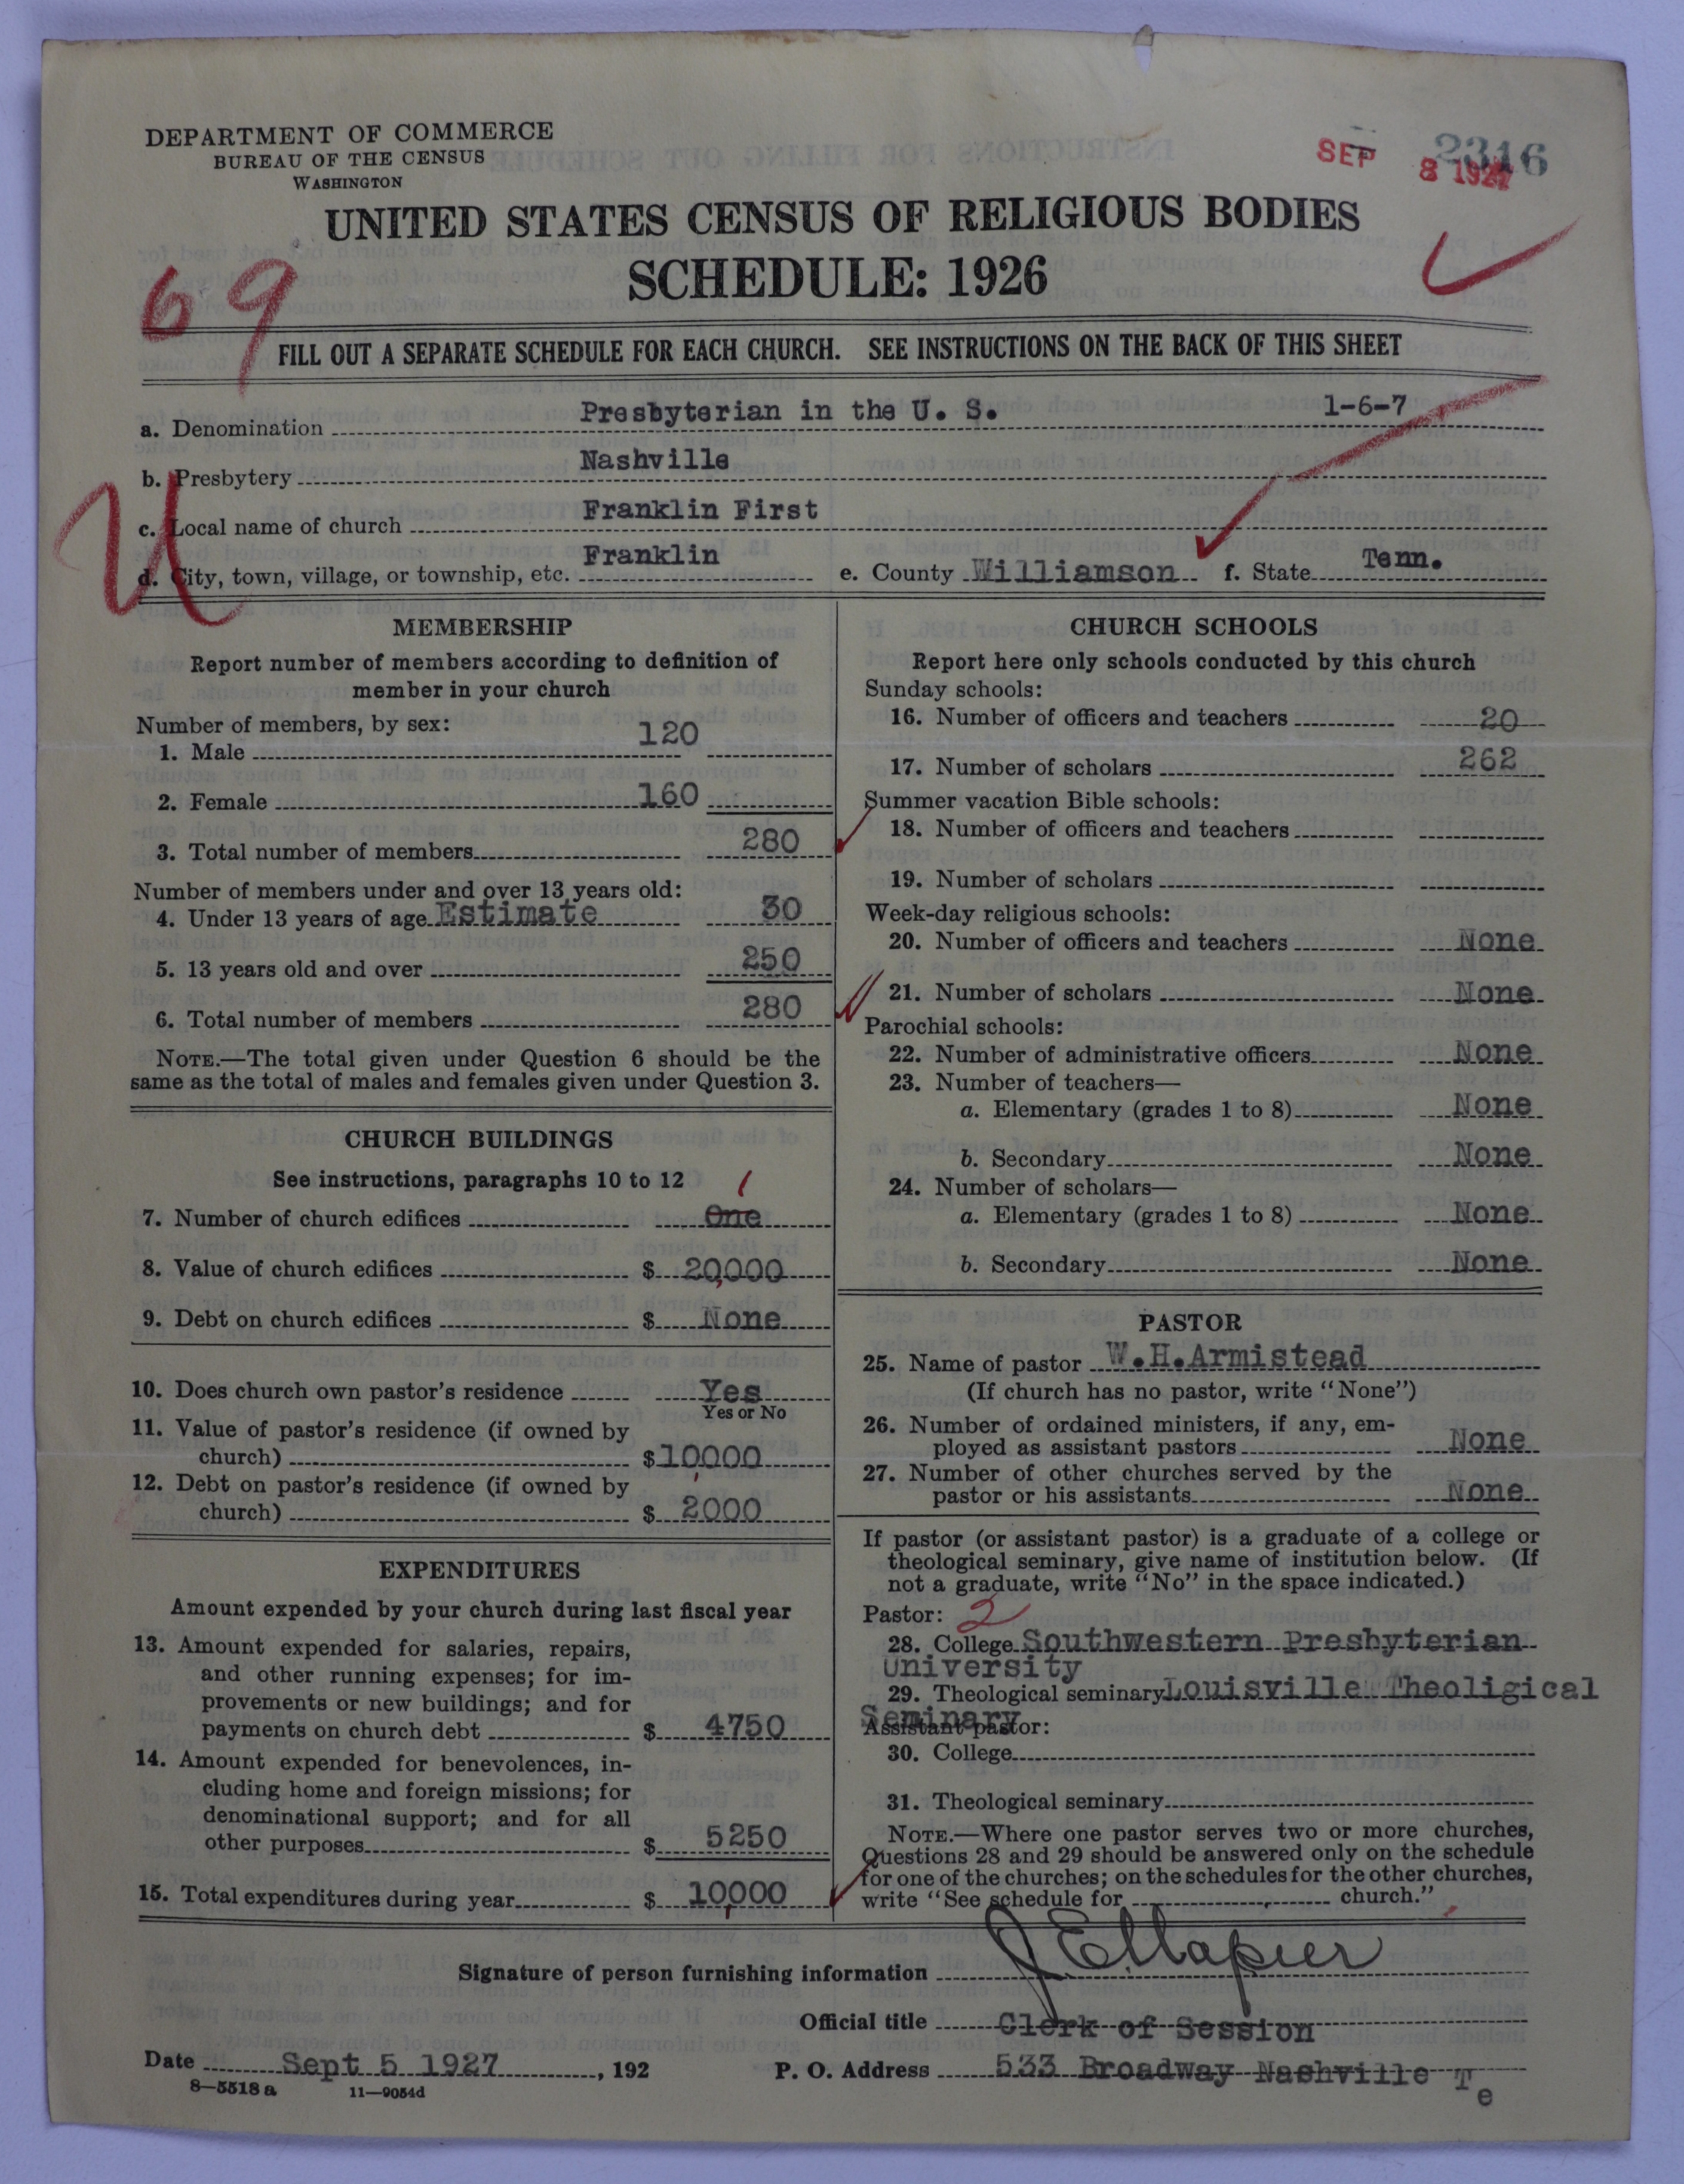 DEPARTMENT OF COMMERCE
BUREAU OF THE CENSUS
WASHINGTON
SEP 8 1927
2316
UNITED STATES CENSUS OF RELIGIOUS BODIES
SCHEDULE: 1926
69
FILL OUT A SEPARATE SCHEDULE FOR EACH CHURCH. SEE INSTRUCTIONS ON THE BACK OF THIS SHEET
a. Denomination Presbyterian in the U. S. 1-6-7
b. Presbytery Nashville
c. Local name of church Franklin First
d. City, town, village, or township, etc. Franklin e. County Williamson f. State Tenn.
U
MEMBERSHIP
Report number of members according to definition of
member in your church
Number of members, by sex:
1. Male 120
2. Female 160
3. Total number of members 280
Number of members under and over 13 years old:
4. Under 13 years of age Estimate 30
5. 13 years old and over 250
6. Total number of members 280
NOTE.—The total given under Question 6 should be the
same as the total of males and females given under Question 3.
CHURCH BUILDINGS
See instructions, paragraphs 10 to 12
1
7. Number of church edifices One
8. Value of church edifices $ 20,000
9. Debt on church edifices $ None
10. Does church own pastor's residence Yes
Yes or No
11. Value of pastor's residence (if owned by
church) $ 10,000
12. Debt on pastor's residence (if owned by
church) $ 2000
EXPENDITURES
Amount expended by your church during last fiscal year
13. Amount expended for salaries, repairs,
and other running expenses; for im-
provements or new buildings; and for
payments on church debt $ 4750
14. Amount expended for benevolences, in-
cluding home and foreign missions; for
denominational support; and for all
other purposes $ 5250
15. Total expenditures during year $ 10,000
CHURCH SCHOOLS
Report here only schools conducted by this church
Sunday schools:
16. Number of officers and teachers 20
17. Number of scholars 262
Summer vacation Bible schools:
18. Number of officers and teachers
19. Number of scholars
Week-day religious schools:
20. Number of officers and teachers None
21. Number of scholars None
Parochial schools:
22. Number of administrative officers None
23. Number of teachers—
a. Elementary (grades 1 to 8) None
b. Secondary None
24. Number of scholars—
a. Elementary (grades 1 to 8) None
b. Secondary None
PASTOR
25. Name of pastor W.H.Armistead
(If church has no pastor, write "None")
26. Number of ordained ministers, if any, em-
ployed as assistant pastors None
27. Number of other churches served by the
pastor or his assistants None
If pastor (or assistant pastor) is a graduate of a college or
theological seminary, give name of institution below. (If
not a graduate, write "No" in the space indicated.)
Pastor: 2
28. College Southwestern Presbyterian
University
29. Theological seminary Louisville Theoligical
Seminary
Assistant pastor:
30. College
31. Theological seminary
NOTE.—Where one pastor serves two or more churches,
Questions 28 and 29 should be answered only on the schedule
for one of the churches; on the schedules for the other churches,
write "See schedule for church."
Signature of person furnishing information J E Napier
Official title Clerk of Session
Date Sept 5 1927, 192 P. O. Address 533 Broadway Nashville Te
8-5518 a 11-9054d